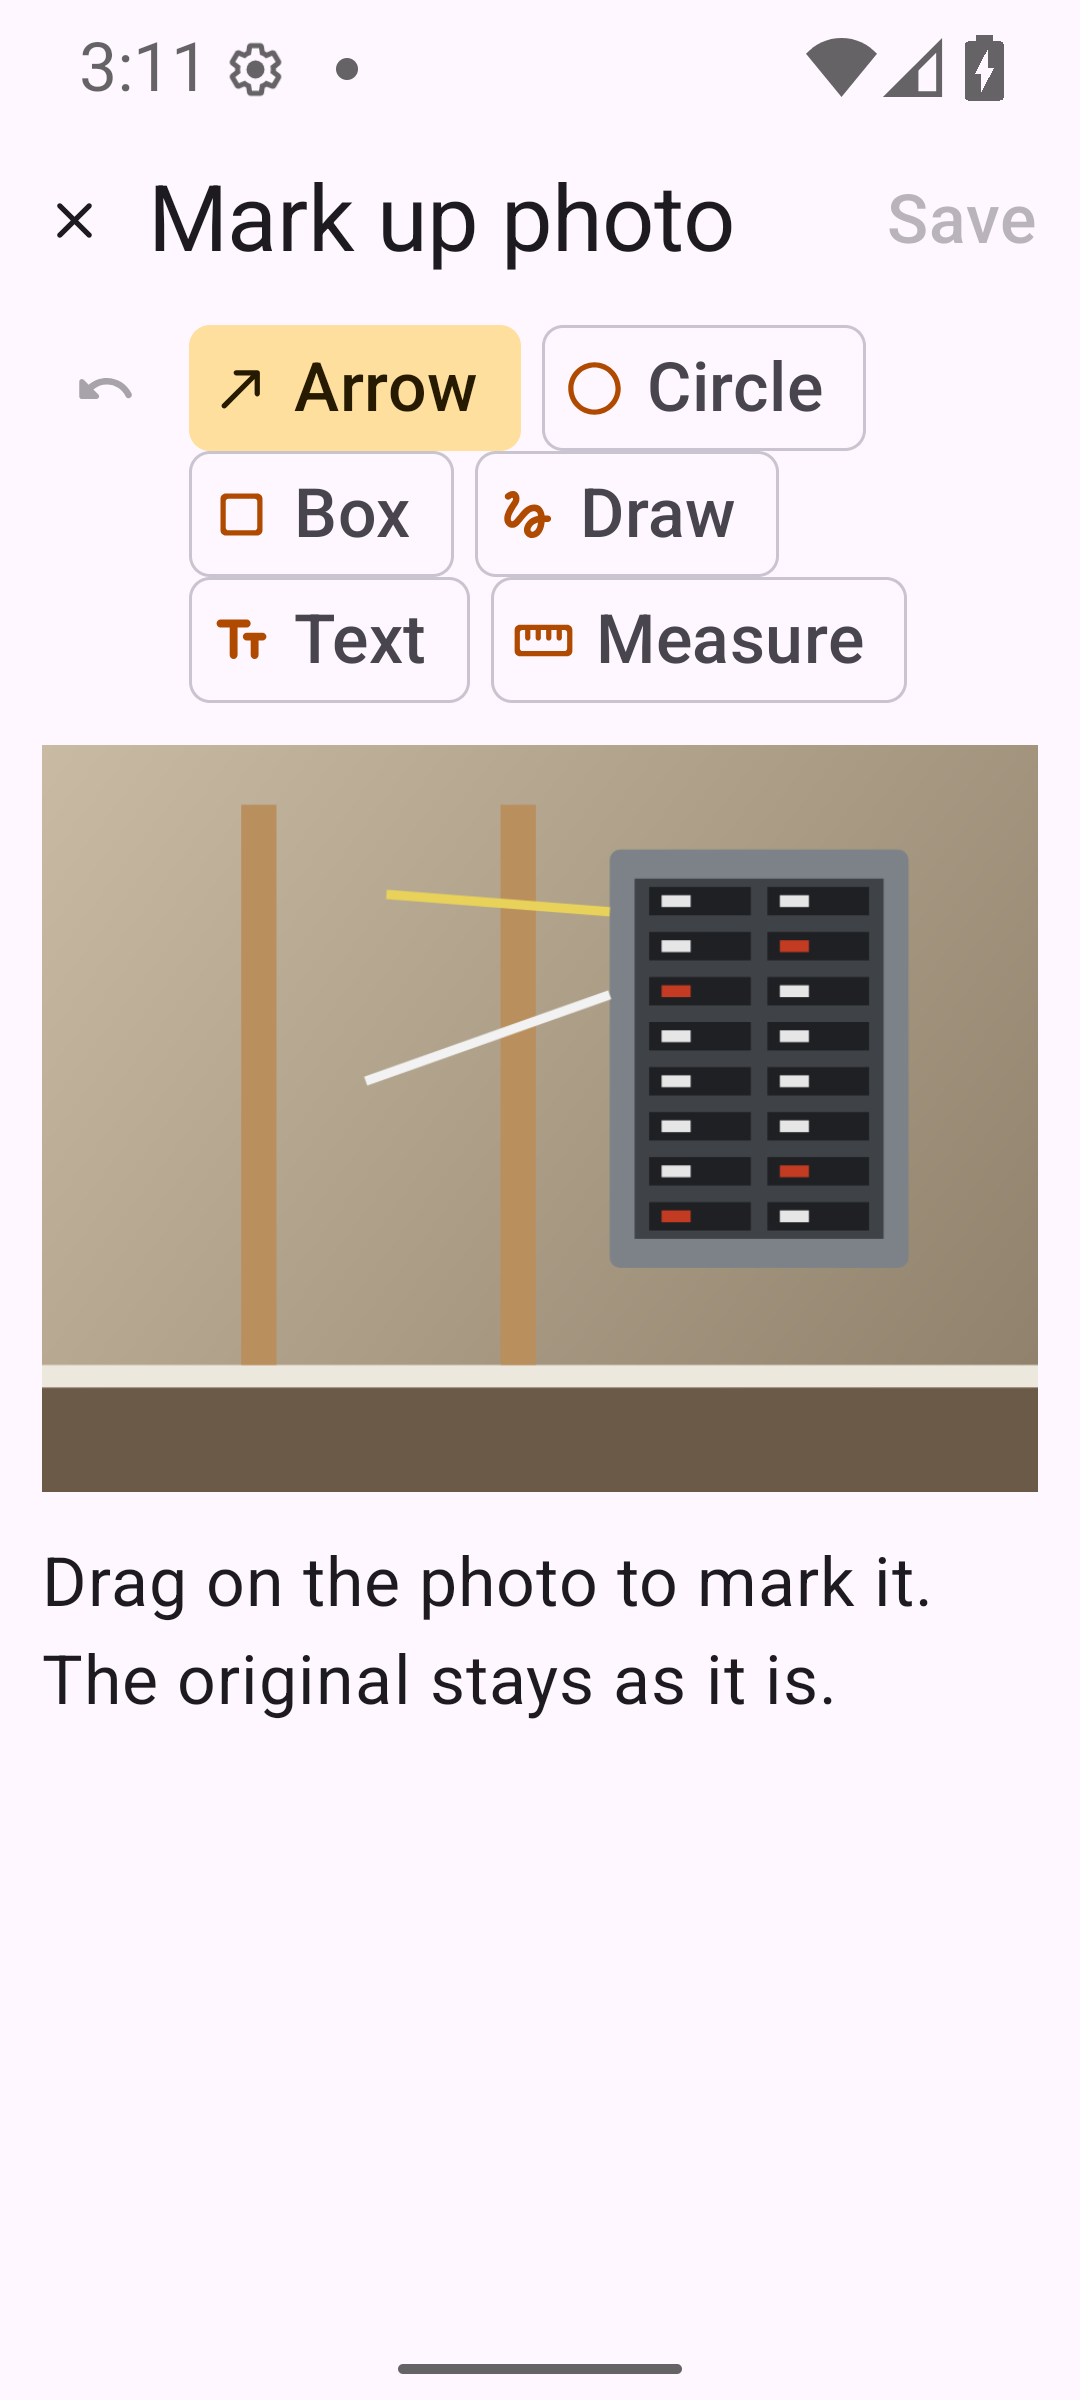 3:11
Mark up photo
Save
Arrow
Circle
Box
Draw
Text
Measure
Drag on the photo to mark it.
The original stays as it is.